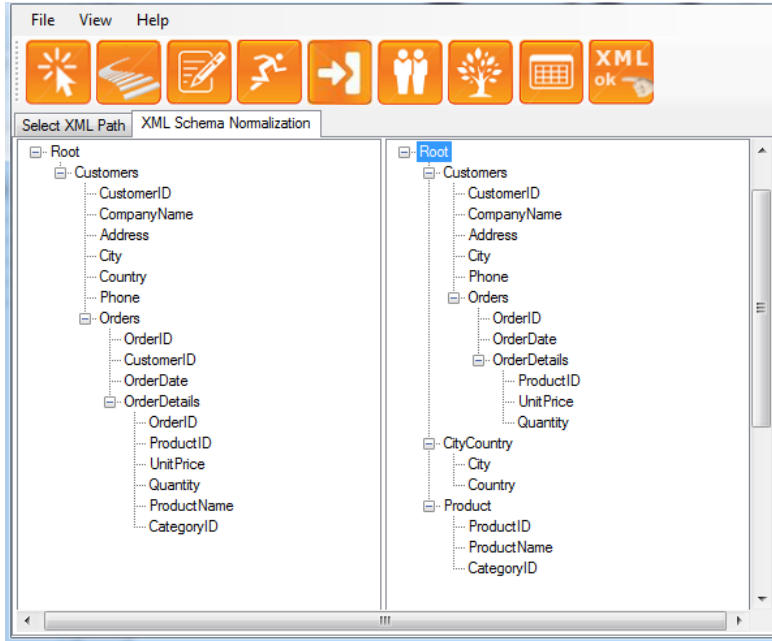 File View Help
XML
ok
Select XML Path XML Schema Normalization
Root
Customers
CustomerID
CompanyName
Address
City
Country
Phone
Orders
OrderID
CustomerID
OrderDate
OrderDetails
OrderID
ProductID
UnitPrice
Quantity
ProductName
CategoryID
Root
Customers
CustomerID
CompanyName
Address
City
Phone
Orders
OrderID
OrderDate
OrderDetails
ProductID
UnitPrice
Quantity
CityCountry
City
Country
Product
ProductID
ProductName
CategoryID